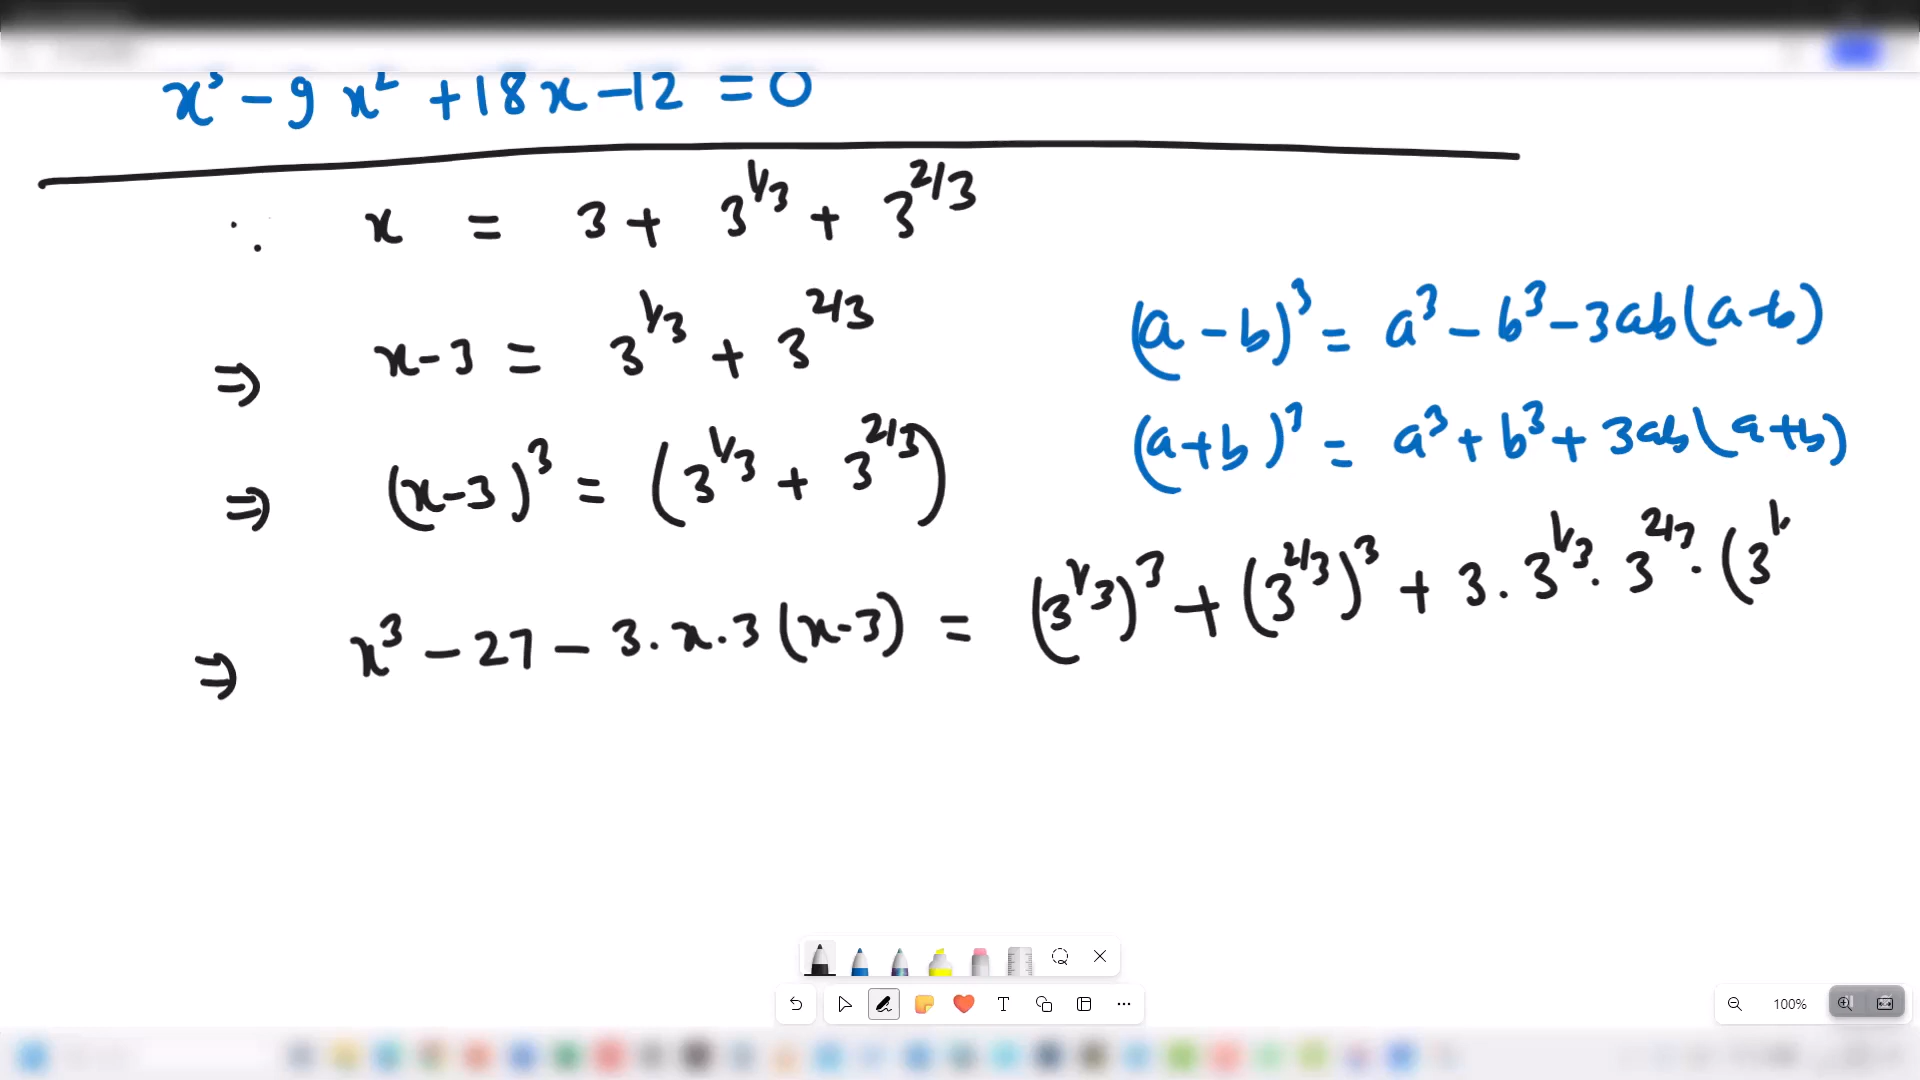 x³ - 9x² + 18x - 12 = 0
∵ x = 3 + 3^1/3 + 3^2/3
⇒ x - 3 = 3^1/3 + 3^2/3
(a - b)³ = a³ - b³ - 3ab(a - b)
(a + b)³ = a³ + b³ + 3ab(a + b)
⇒ (x - 3)³ = (3^1/3 + 3^2/3)
⇒ x³ - 27 - 3 . x . 3 (x - 3) = (3^1/3)³ + (3^2/3)³ + 3 . 3^1/3 . 3^2/3 . (3^1
T
100%